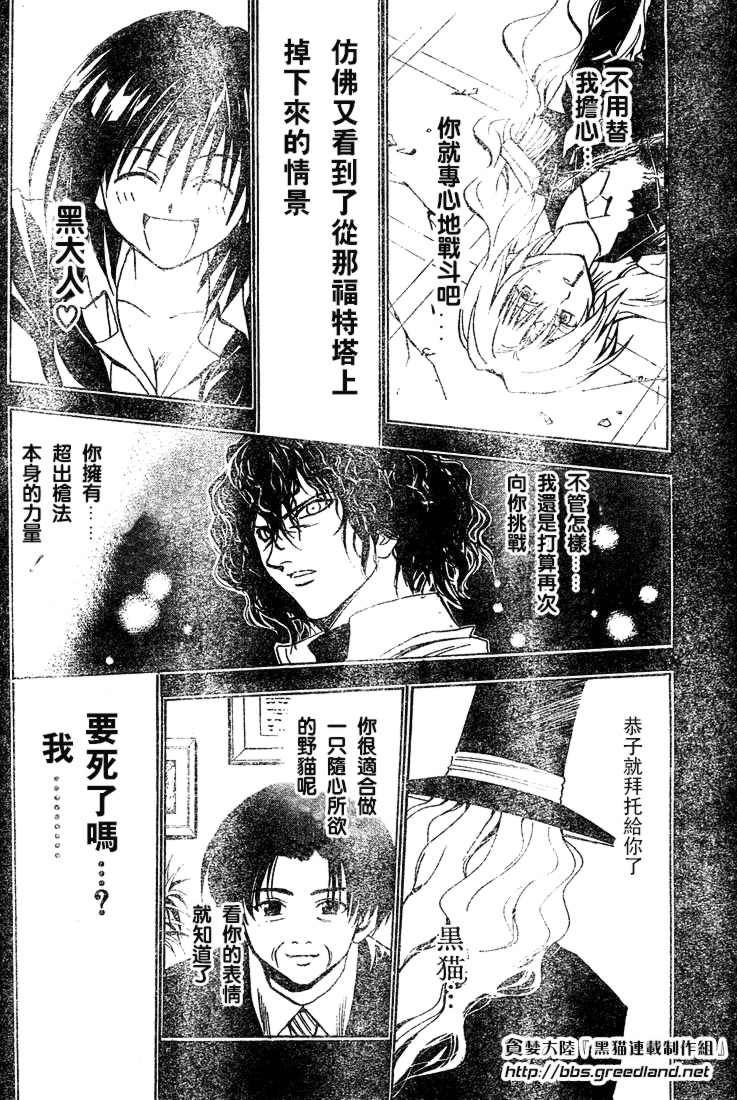 不用替
我擔心…
你就專心地戰斗吧…
仿佛又看到了從那福特塔上
掉下來的情景
黑大人♡
不管怎樣……
我還是打算再次
向你挑戰
你擁有……
超出槍法
本身的力量
恭子就拜托給你了
黑猫…
你很適合做
一只隨心所欲
的野貓呢
看你的表情
就知道了
要死了嗎…?
我………
貪婪大陸『黑猫連載制作組』
http://bbs.greedland.net